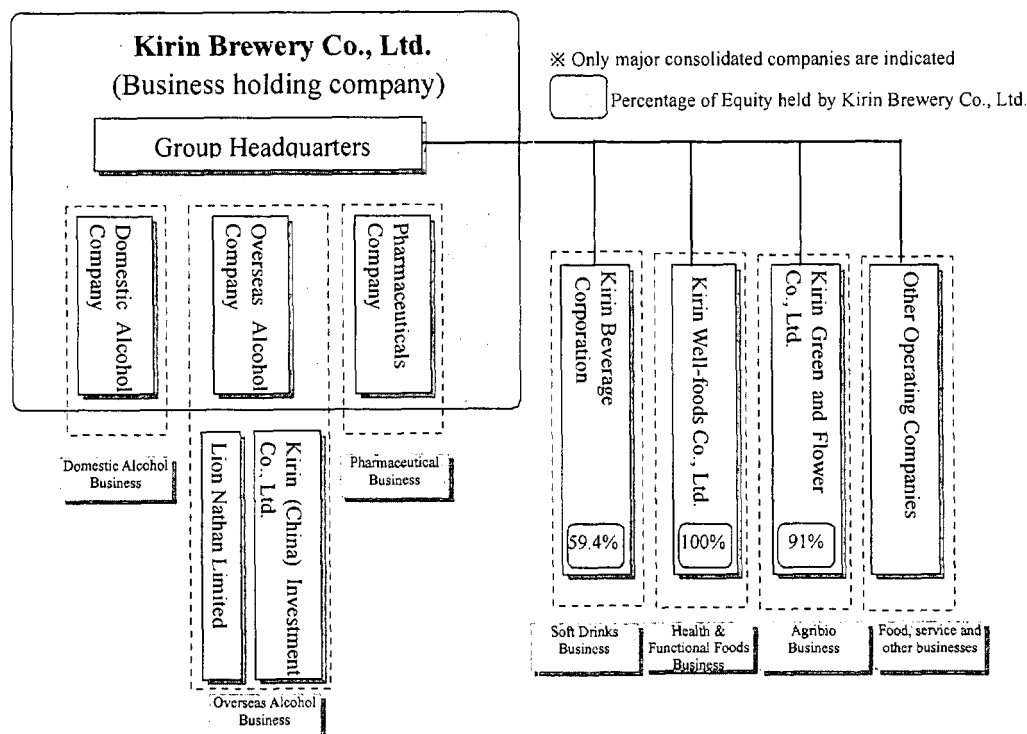 Kirin Brewery Co., Ltd.
(Business holding company)
Group Headquarters
※ Only major consolidated companies are indicated
Percentage of Equity held by Kirin Brewery Co., Ltd.
Domestic Alcohol
Company
Overseas Alcohol
Company
Pharmaceuticals
Company
Kirin Beverage
Corporation
59.4%
Kirin Well-foods Co., Ltd.
100%
Kirin Green and Flower
Co., Ltd.
91%
Other Operating Companies
Domestic Alcohol
Business
Lion Nathan Limited
Kirin (China) Investment
Co., Ltd.
Pharmaceutical
Business
Overseas Alcohol
Business
Soft Drinks
Business
Health &
Functional Foods
Business
Agribio
Business
Food, service and
other businesses